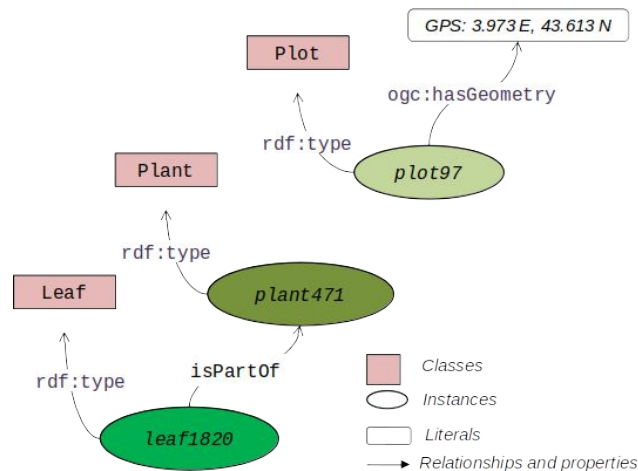 GPS: 3.973 E, 43.613 N
Plot
ogc:hasGeometry
rdf:type
plot97
Plant
rdf:type
plant471
Leaf
isPartOf
rdf:type
leaf1820
Classes
Instances
Literals
Relationships and properties